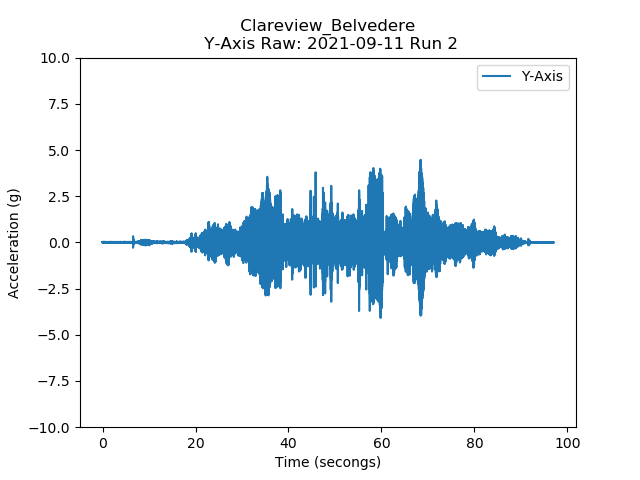 Clareview_Belvedere
Y-Axis Raw: 2021-09-11 Run 2
10.0
7.5
5.0
2.5
0.0
−2.5
−5.0
−7.5
−10.0
Acceleration (g)
Y-Axis
0 20 40 60 80 100
Time (secongs)